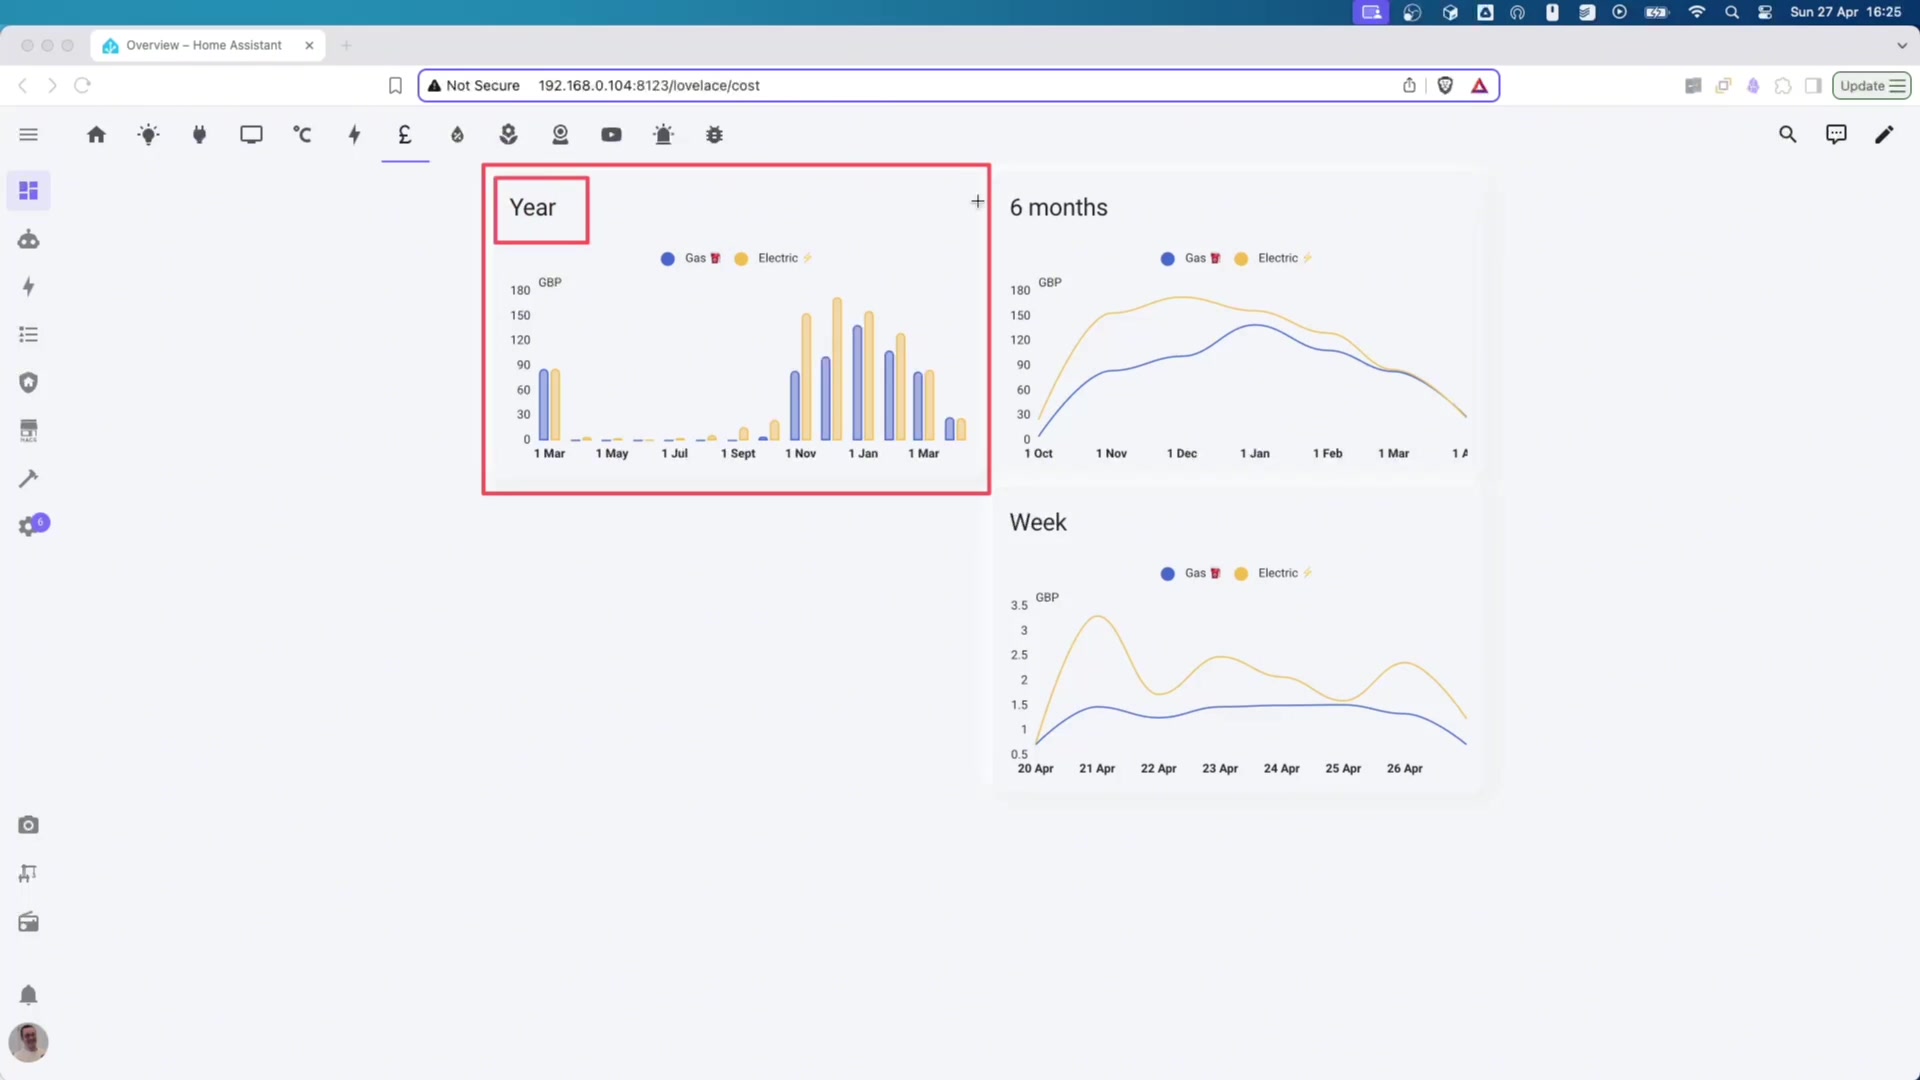 Sun 27 Apr 16:25
Overview – Home Assistant
Not Secure 192.168.0.104:8123/lovelace/cost
Update
°C
£
Year
Gas Electric
GBP
180
150
120
90
60
30
0
1 Mar 1 May 1 Jul 1 Sept 1 Nov 1 Jan 1 Mar
6 months
Gas Electric
GBP
180
150
120
90
60
30
0
1 Oct 1 Nov 1 Dec 1 Jan 1 Feb 1 Mar 1 A
Week
Gas Electric
GBP
3.5
3
2.5
2
1.5
1
0.5
20 Apr 21 Apr 22 Apr 23 Apr 24 Apr 25 Apr 26 Apr
HACS
6